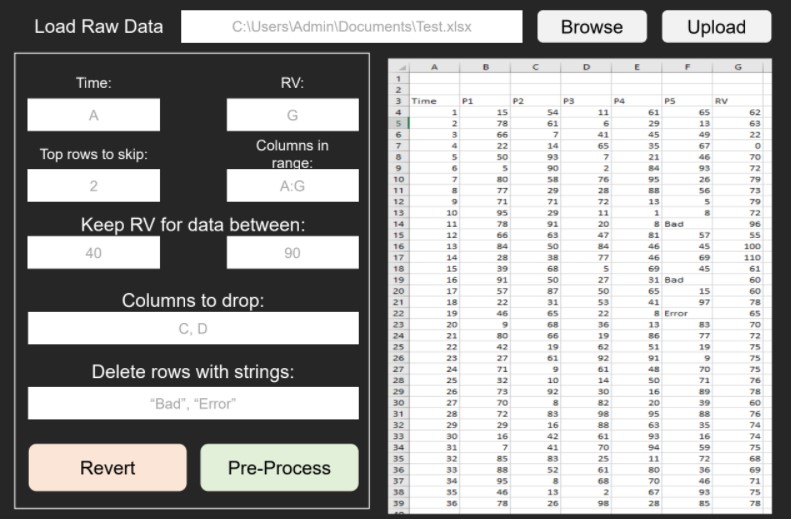 Load Raw Data C:\Users\Admin\Documents\Test.xlsx Browse Upload
Time: RV:
A G
Top rows to skip: Columns in range:
2 A:G
Keep RV for data between:
40 90
Columns to drop:
C, D
Delete rows with strings:
“Bad”, “Error”
Revert Pre-Process
A B C D E F G
1
2
3 Time P1 P2 P3 P4 P5 RV
4 1 15 54 11 61 65 62
5 2 78 61 6 29 13 63
6 3 66 7 41 45 49 22
7 4 22 14 65 35 67 0
8 5 50 93 7 21 46 70
9 6 5 90 2 84 93 72
10 7 80 58 76 95 26 79
11 8 77 29 28 88 56 73
12 9 71 71 72 13 5 79
13 10 95 29 11 1 8 72
14 11 78 91 20 8 Bad 96
15 12 66 63 47 81 57 55
16 13 84 50 84 46 45 100
17 14 28 38 77 46 69 110
18 15 39 68 5 69 45 61
19 16 91 50 27 31 Bad 60
20 17 57 87 50 65 15 60
21 18 22 31 53 41 97 78
22 19 46 65 22 8 Error 65
23 20 9 68 36 13 83 70
24 21 80 66 19 86 77 72
25 22 42 19 62 51 19 75
26 23 27 61 92 91 9 75
27 24 71 9 61 48 70 75
28 25 32 10 14 50 71 76
29 26 73 92 30 16 89 78
30 27 70 8 82 20 39 60
31 28 72 83 98 95 88 76
32 29 29 16 88 63 35 74
33 30 16 42 61 93 16 74
34 31 7 41 70 94 59 75
35 32 85 83 25 11 72 68
36 33 88 52 61 80 36 69
37 34 95 8 68 70 46 71
38 35 46 13 2 67 93 75
39 36 78 26 98 28 85 78